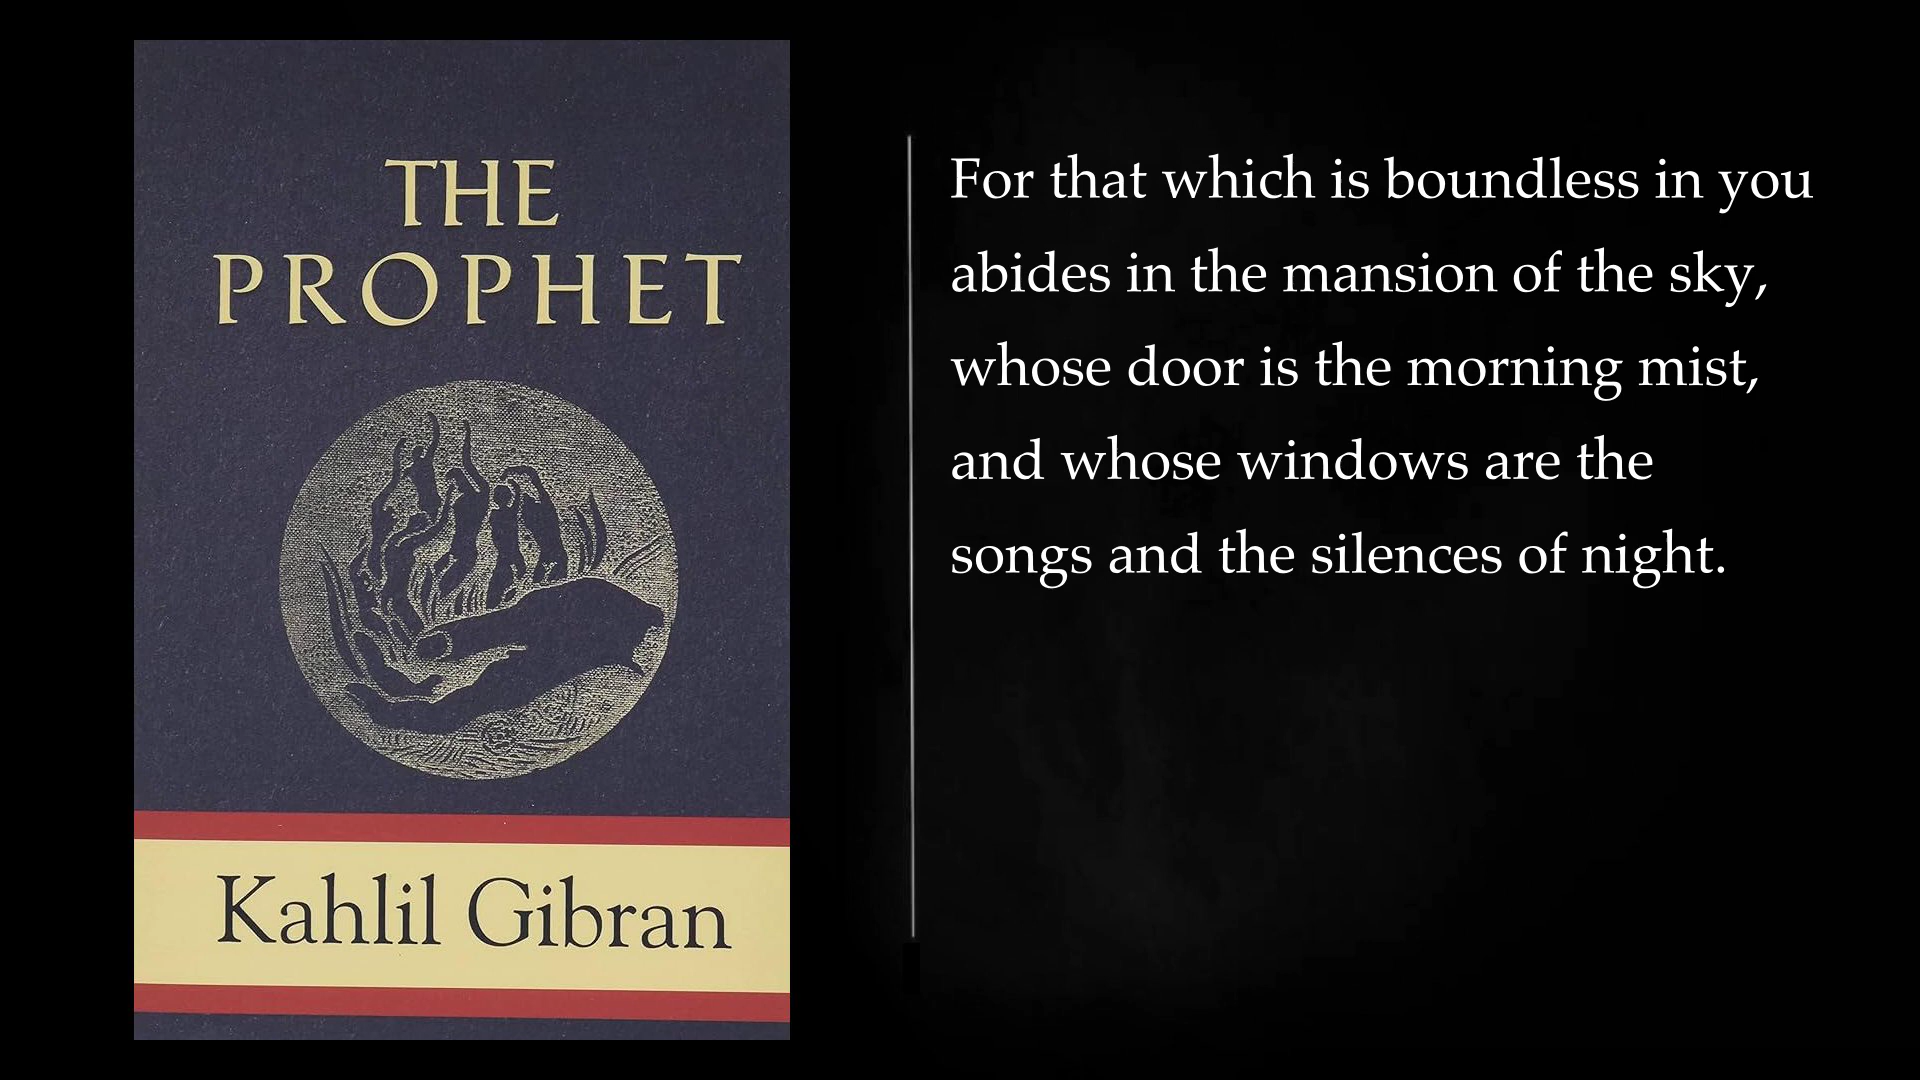 THE
PROPHET
Kahlil Gibran
For that which is boundless in you
abides in the mansion of the sky,
whose door is the morning mist,
and whose windows are the
songs and the silences of night.